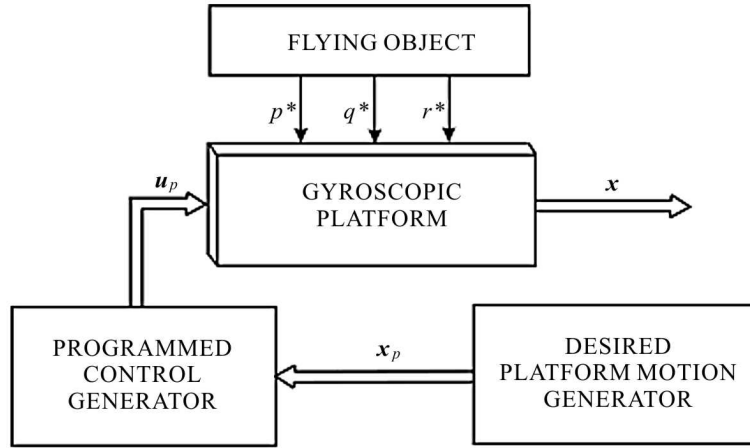 FLYING OBJECT
p* q* r*
u_p
GYROSCOPIC
PLATFORM
x
PROGRAMMED
CONTROL
GENERATOR
x_p
DESIRED
PLATFORM MOTION
GENERATOR